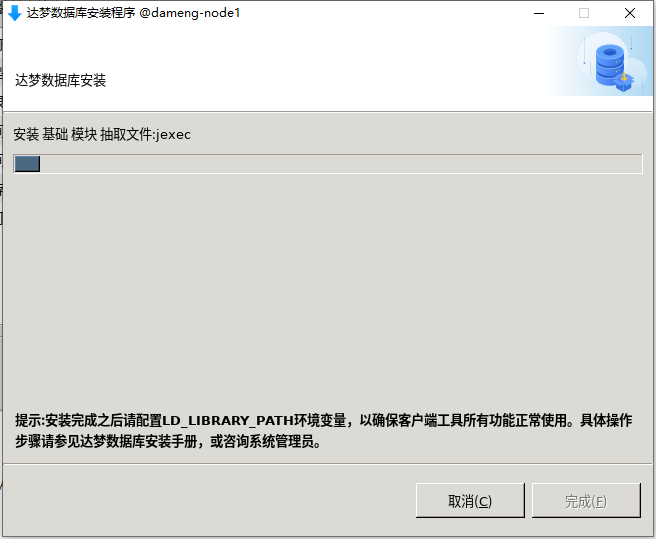 达梦数据库安装程序 @dameng-node1
达梦数据库安装
安装 基础 模块 抽取文件:jexec
提示:安装完成之后请配置LD_LIBRARY_PATH环境变量，以确保客户端工具所有功能正常使用。具体操作
步骤请参见达梦数据库安装手册，或咨询系统管理员。
取消(C) 完成(F)